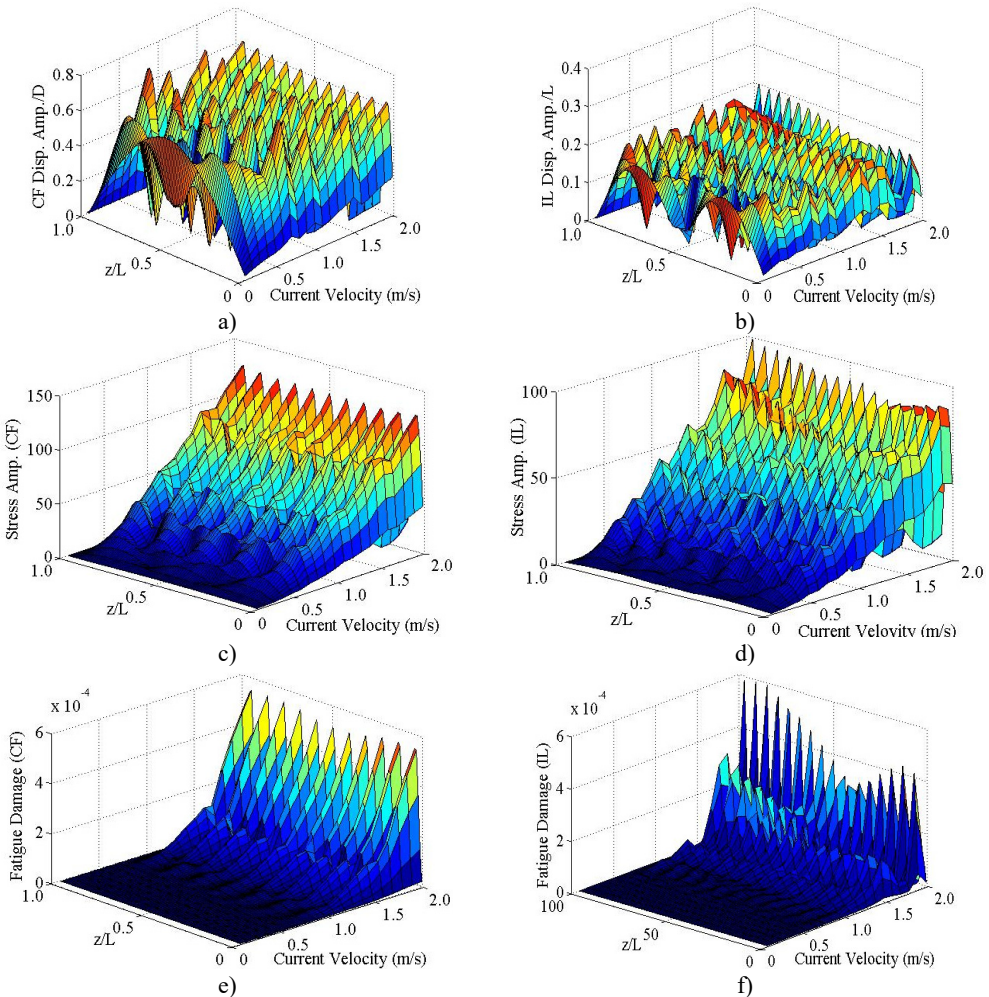 0.8
0.6
0.4
0.2
0
CF Disp. Amp./D
1.0
0.5
0
z/L
0
0.5
1.0
1.5
2.0
Current Velocity (m/s)
a)
0.4
0.3
0.2
0.1
0
IL Disp. Amp./L
1.0
0.5
0
z/L
0
0.5
1.0
1.5
2.0
Current Velocity (m/s)
b)
150
100
50
0
Stress Amp. (CF)
1.0
0.5
0
z/L
0
0.5
1.0
1.5
2.0
Current Velocity (m/s)
c)
100
50
0
Stress Amp. (IL)
1.0
0.5
0
z/L
0
0.5
1.0
1.5
2.0
Current Velovity (m/s)
d)
x 10-4
6
4
2
0
Fatigue Damage (CF)
1.0
0.5
0
z/L
0
0.5
1.0
1.5
2.0
Current Velocity (m/s)
e)
x 10-4
6
4
2
0
Fatigue Damage (IL)
100
50
0
z/L
0
0.5
1.0
1.5
2.0
Current Velocity (m/s)
f)